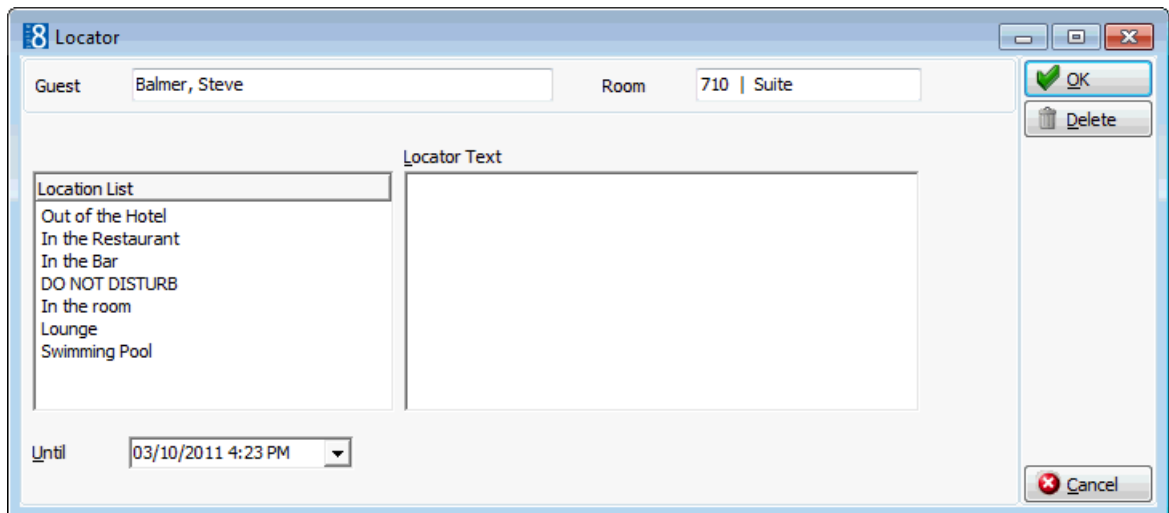 8 Locator
Guest Balmer, Steve Room 710 | Suite
OK
Delete
Locator Text
Location List
Out of the Hotel
In the Restaurant
In the Bar
DO NOT DISTURB
In the room
Lounge
Swimming Pool
Until 03/10/2011 4:23 PM
Cancel